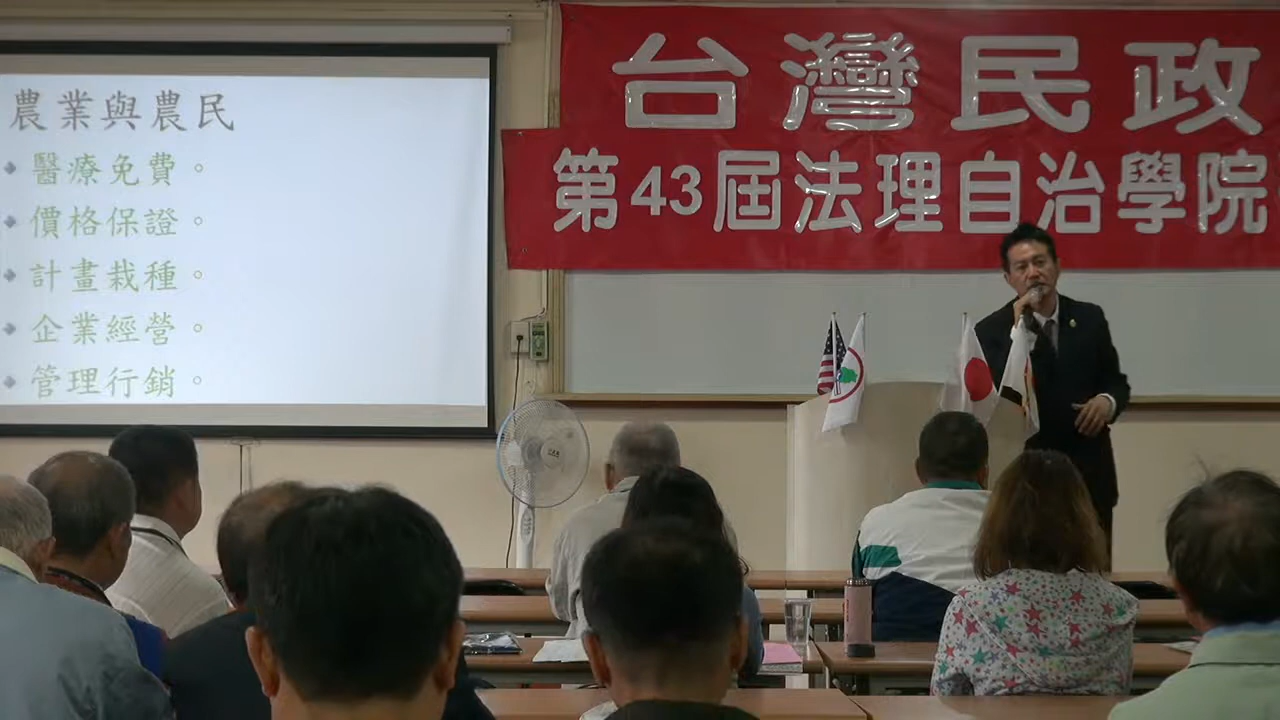 農業與農民
醫療免費。
價格保證。
計畫栽種。
企業經營。
管理行銷。
台灣民政
第43屆法理自治學院